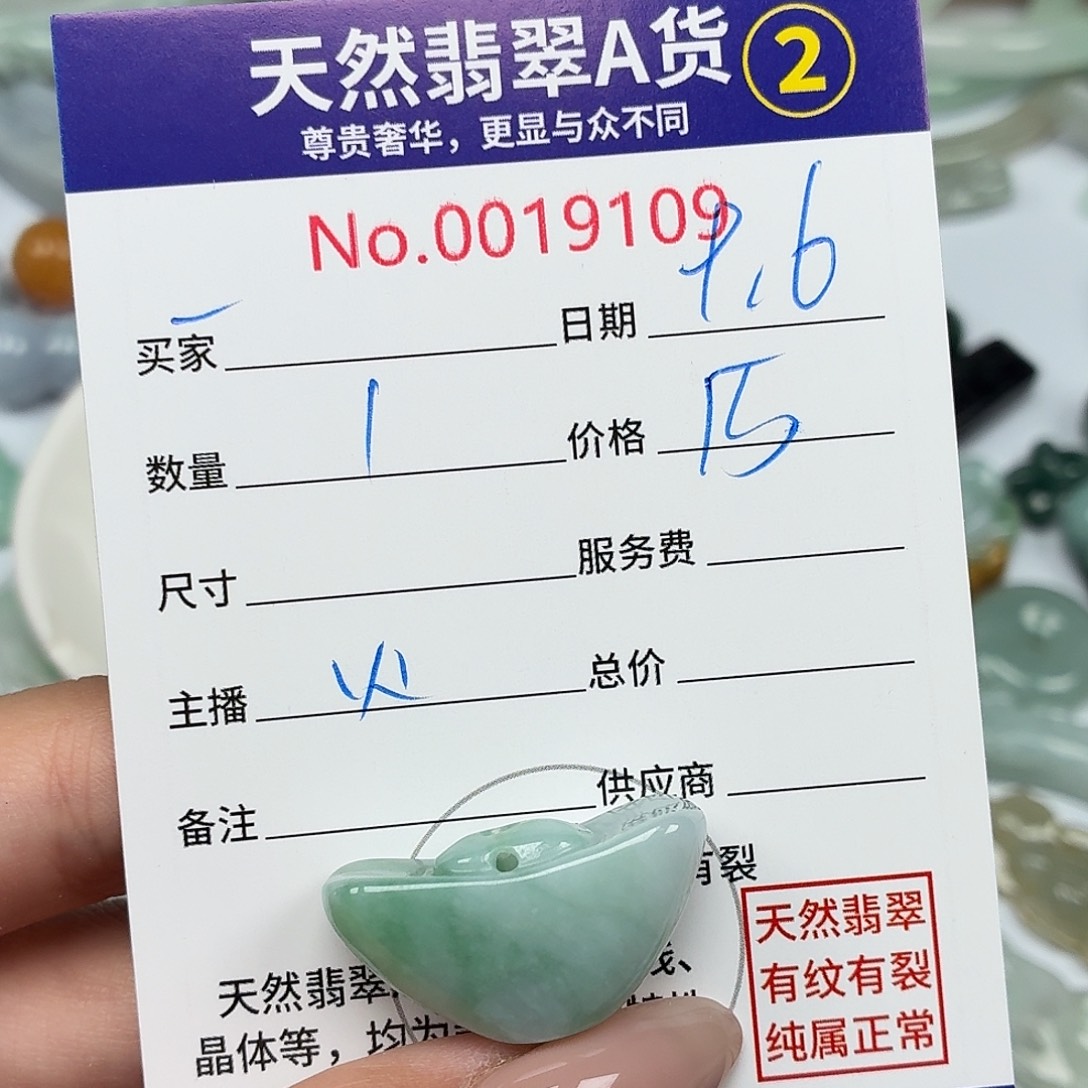 天然翡翠A货 2
尊贵奢华，更显与众不同
No.0019109
买家 日期 9.6
数量 1 价格
尺寸 服务费
主播 总价
备注 供应商
有裂
天然翡翠
晶体等，均为
天然翡翠
有纹有裂
纯属正常